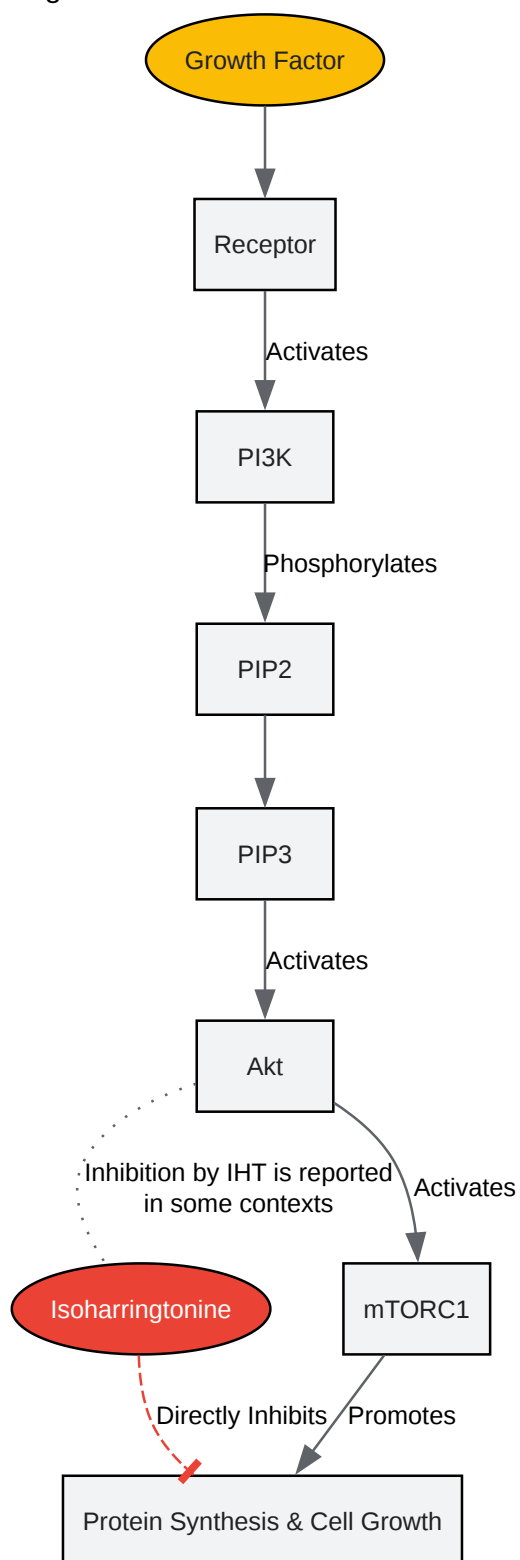 Growth Factor
Receptor
Activates
PI3K
Phosphorylates
PIP2
PIP3
Activates
Akt
Inhibition by IHT is reported
in some contexts
Activates
Isoharringtonine
mTORC1
Directly Inhibits
Promotes
Protein Synthesis & Cell Growth